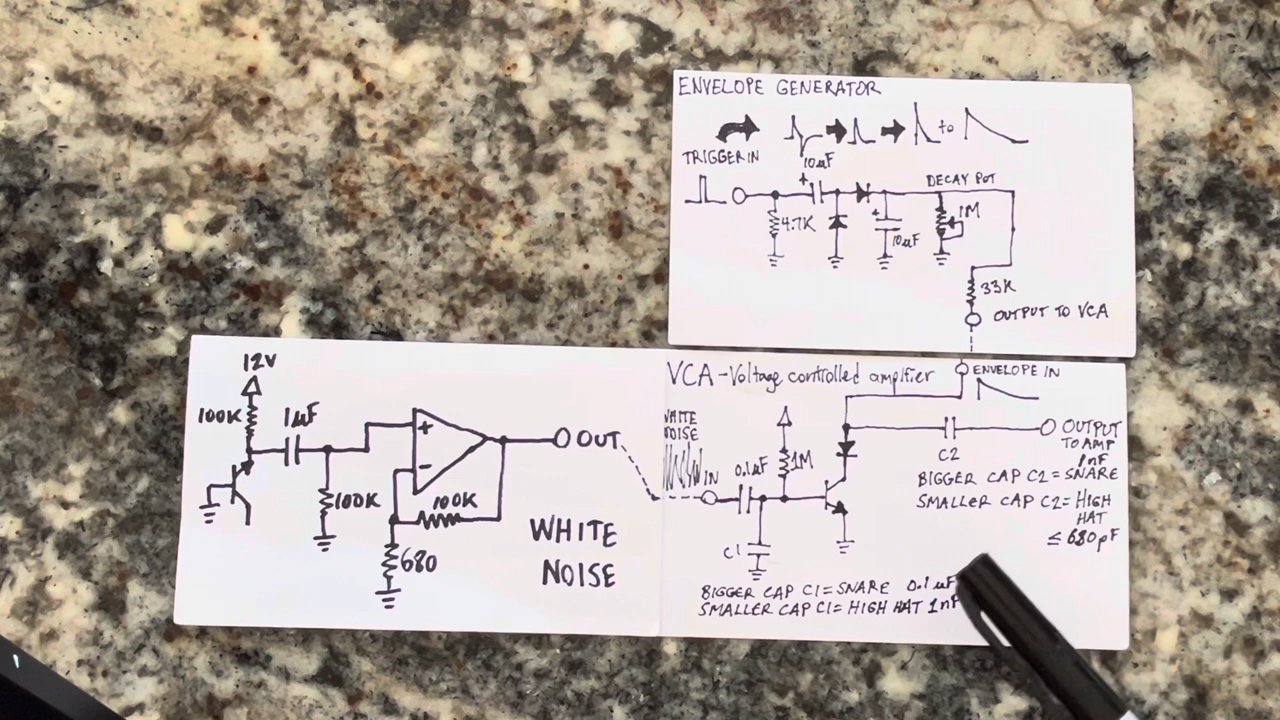 ENVELOPE GENERATOR
to
TRIGGER IN
10uF
DECAY POT
+
4.7K
+
10uF
1M
33K
OUTPUT TO VCA
12V
100K
1uF
+
-
OUT
100K
100K
680
WHITE
NOISE
VCA-Voltage controlled amplfier
ENVELOPE IN
WHITE
NOISE
IN
0.1uF
1M
C1
C2
OUTPUT
TO AMP
1nF
BIGGER CAP C2=SNARE
SMALLER CAP C2=HIGH
HAT
≤680pF
BIGGER CAP C1=SNARE 0.1uF
SMALLER CAP C1=HIGH HAT 1nF